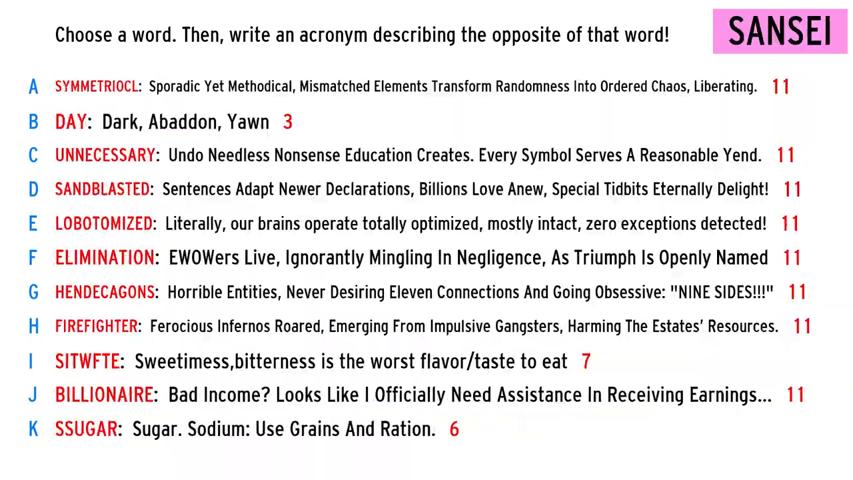 Choose a word. Then, write an acronym describing the opposite of that word!
SANSEI
A SYMMETRIOCL: Sporadic Yet Methodical, Mismatched Elements Transform Randomness Into Ordered Chaos, Liberating. 11
B DAY: Dark, Abaddon, Yawn 3
C UNNECESSARY: Undo Needless Nonsense Education Creates. Every Symbol Serves A Reasonable Yend. 11
D SANDBLASTED: Sentences Adapt Newer Declarations, Billions Love Anew, Special Tidbits Eternally Delight! 11
E LOBOTOMIZED: Literally, our brains operate totally optimized, mostly intact, zero exceptions detected! 11
F ELIMINATION: EWOWers Live, Ignorantly Mingling In Negligence, As Triumph Is Openly Named 11
G HENDECAGONS: Horrible Entities, Never Desiring Eleven Connections And Going Obsessive: "NINE SIDES!!!" 11
H FIREFIGHTER: Ferocious Infernos Roared, Emerging From Impulsive Gangsters, Harming The Estates' Resources. 11
I SITWFTE: Sweetimess,bitterness is the worst flavor/taste to eat 7
J BILLIONAIRE: Bad Income? Looks Like I Officially Need Assistance In Receiving Earnings... 11
K SSUGAR: Sugar. Sodium: Use Grains And Ration. 6